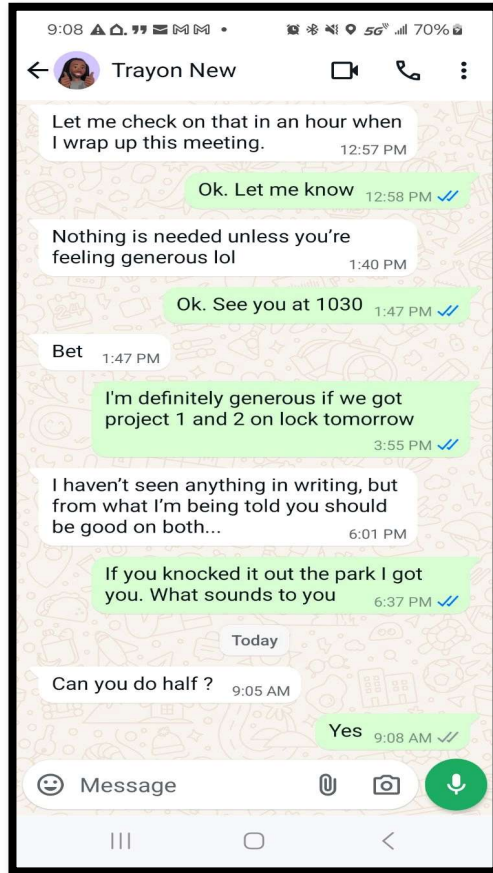 9:08 70%
5G
Trayon New
Let me check on that in an hour when
I wrap up this meeting.
12:57 PM
Ok. Let me know 12:58 PM
Nothing is needed unless you're
feeling generous lol
1:40 PM
Ok. See you at 1030 1:47 PM
Bet 1:47 PM
I'm definitely generous if we got
project 1 and 2 on lock tomorrow
3:55 PM
I haven't seen anything in writing, but
from what I'm being told you should
be good on both...
6:01 PM
If you knocked it out the park I got
you. What sounds to you 6:37 PM
Today
Can you do half ? 9:05 AM
Yes 9:08 AM
Message